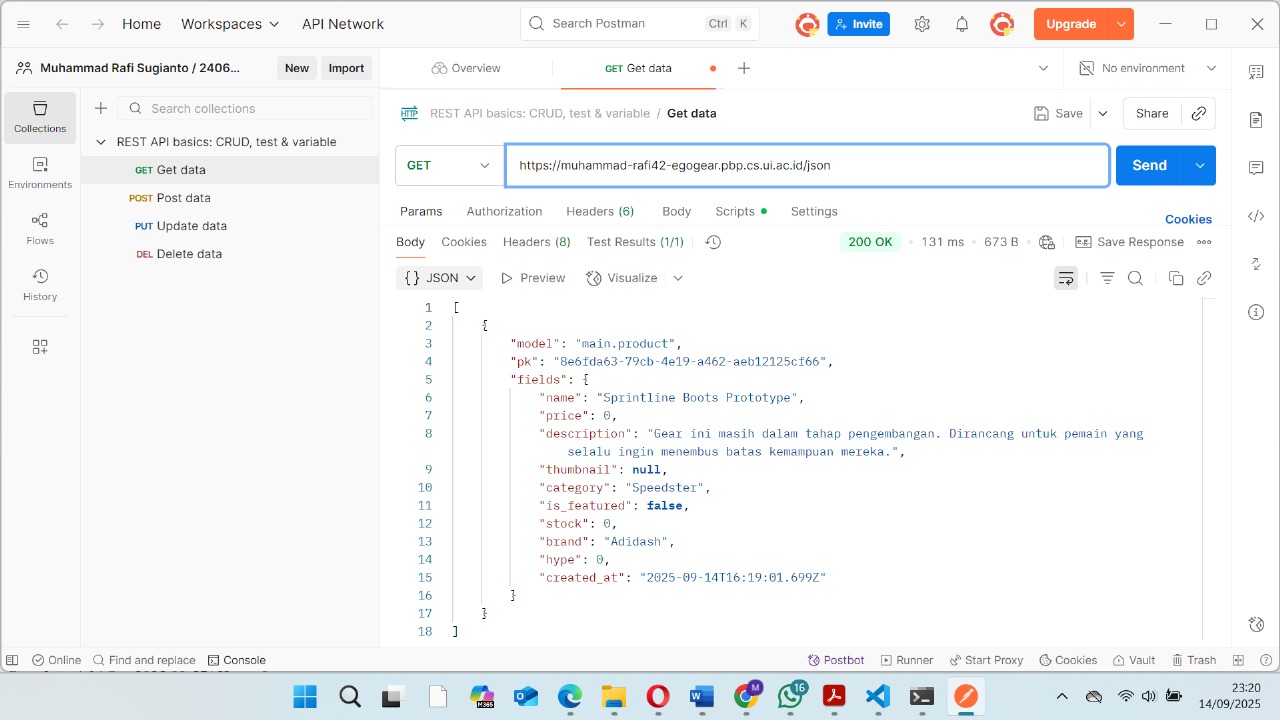 Home
Workspaces
API Network
Search Postman
Ctrl
K
Invite
Upgrade
Muhammad Rafi Sugianto / 2406...
New
Import
Overview
GET Get data
No environment
Collections
Search collections
REST API basics: CRUD, test & variable / Get data
Save
Share
REST API basics: CRUD, test & variable
GET Get data
POST Post data
PUT Update data
DEL Delete data
Environments
Flows
History
GET
https://muhammad-rafi42-egogear.pbp.cs.ui.ac.id/json
Send
Params
Authorization
Headers (6)
Body
Scripts
Settings
Cookies
Body
Cookies
Headers (8)
Test Results (1/1)
200 OK
131 ms
673 B
e.g.
Save Response
{ } JSON
Preview
Visualize
1 [
2 {
3 "model": "main.product",
4 "pk": "8e6fda63-79cb-4e19-a462-aeb12125cf66",
5 "fields": {
6 "name": "Sprintline Boots Prototype",
7 "price": 0,
8 "description": "Gear ini masih dalam tahap pengembangan. Dirancang untuk pemain yang
selalu ingin menembus batas kemampuan mereka.",
9 "thumbnail": null,
10 "category": "Speedster",
11 "is_featured": false,
12 "stock": 0,
13 "brand": "Adidash",
14 "hype": 0,
15 "created_at": "2025-09-14T16:19:01.699Z"
16 }
17 }
18 ]
Online
Find and replace
Console
Postbot
Runner
Start Proxy
Cookies
Vault
Trash
M365
M
16
23:20
14/09/2025